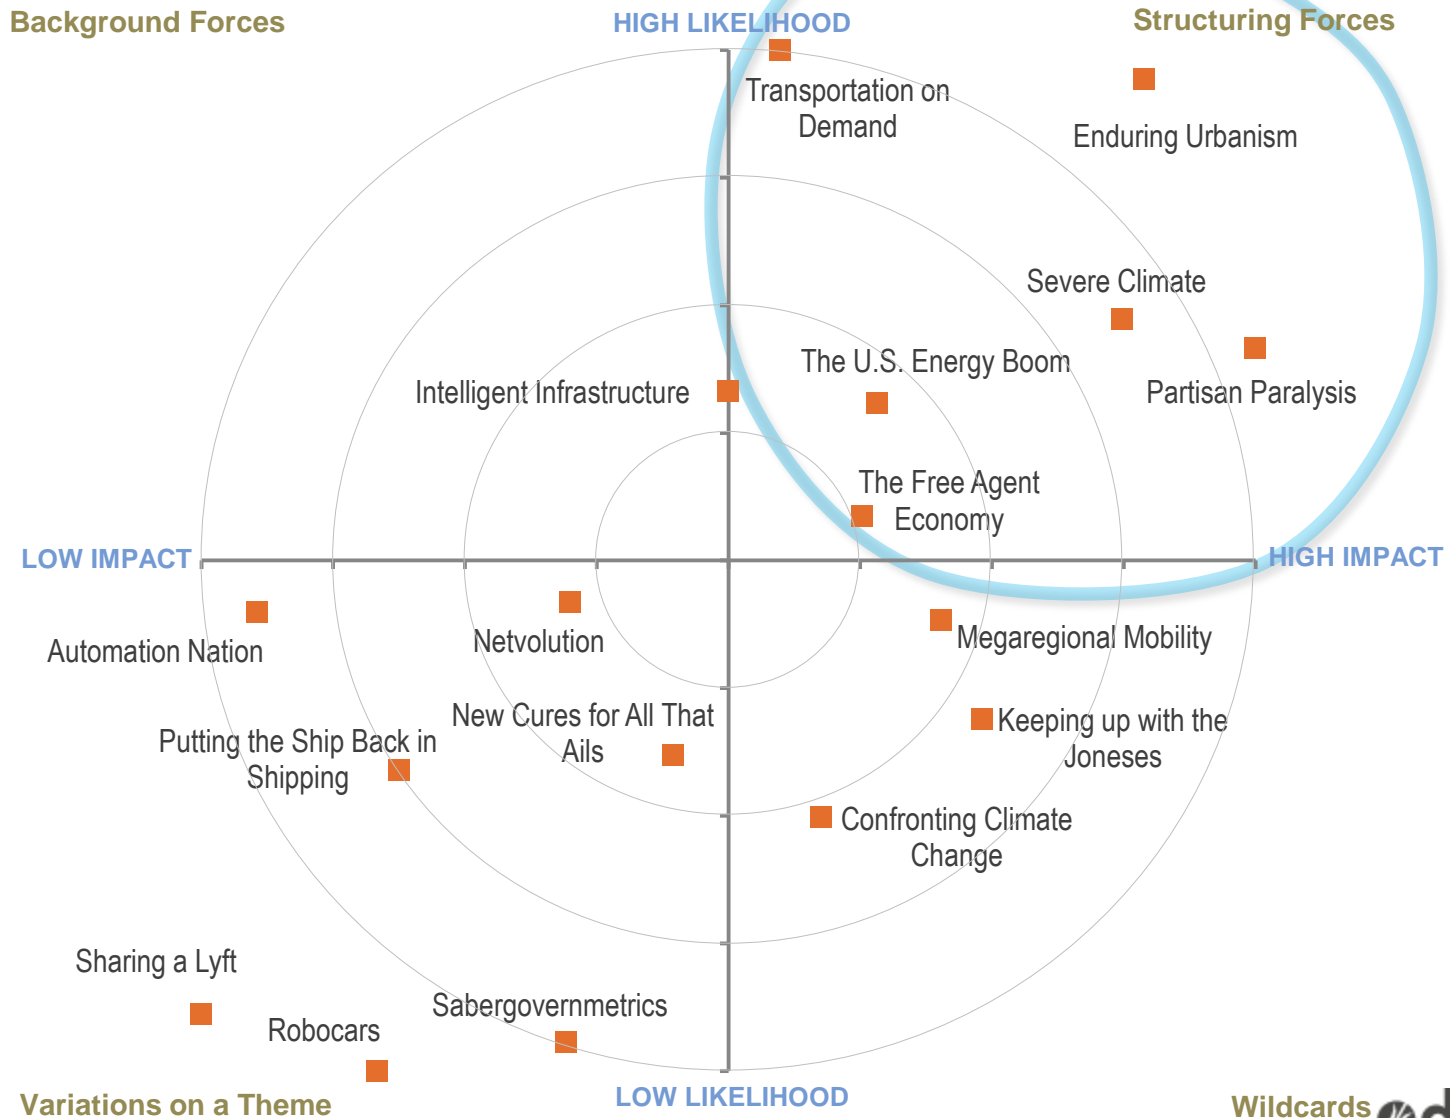 Background Forces
HIGH LIKELIHOOD
Structuring Forces
Transportation on
Demand
Enduring Urbanism
Severe Climate
The U.S. Energy Boom
Intelligent Infrastructure
Partisan Paralysis
The Free Agent
Economy
LOW IMPACT
HIGH IMPACT
Automation Nation
Netvolution
Megaregional Mobility
New Cures for All That
Ails
Keeping up with the
Joneses
Putting the Ship Back in
Shipping
Confronting Climate
Change
Sharing a Lyft
Sabergovernmetrics
Robocars
LOW LIKELIHOOD
Variations on a Theme
Wildcards